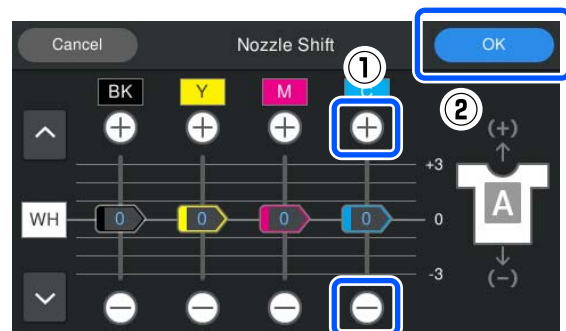 Cancel
Nozzle Shift
OK
①
②
BK
Y
M
+
+
+
+
(+)
+3
WH
0
0
0
0
0
A
-3
(−)
−
−
−
−